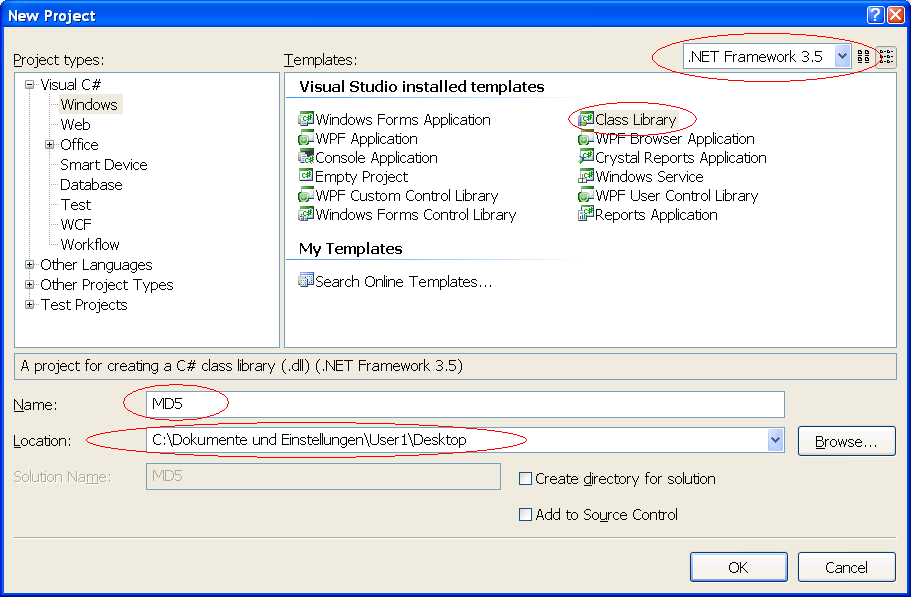 New Project
Project types:
Templates:
.NET Framework 3.5
Visual C#
Windows
Web
Office
Smart Device
Database
Test
WCF
Workflow
Other Languages
Other Project Types
Test Projects
Visual Studio installed templates
Windows Forms Application
WPF Application
Console Application
Empty Project
WPF Custom Control Library
Windows Forms Control Library
Class Library
WPF Browser Application
Crystal Reports Application
Windows Service
WPF User Control Library
Reports Application
My Templates
Search Online Templates...
A project for creating a C# class library (.dll) (.NET Framework 3.5)
Name:
MD5
Location:
C:\Dokumente und Einstellungen\User1\Desktop
Browse...
Solution Name:
MD5
Create directory for solution
Add to Source Control
OK
Cancel